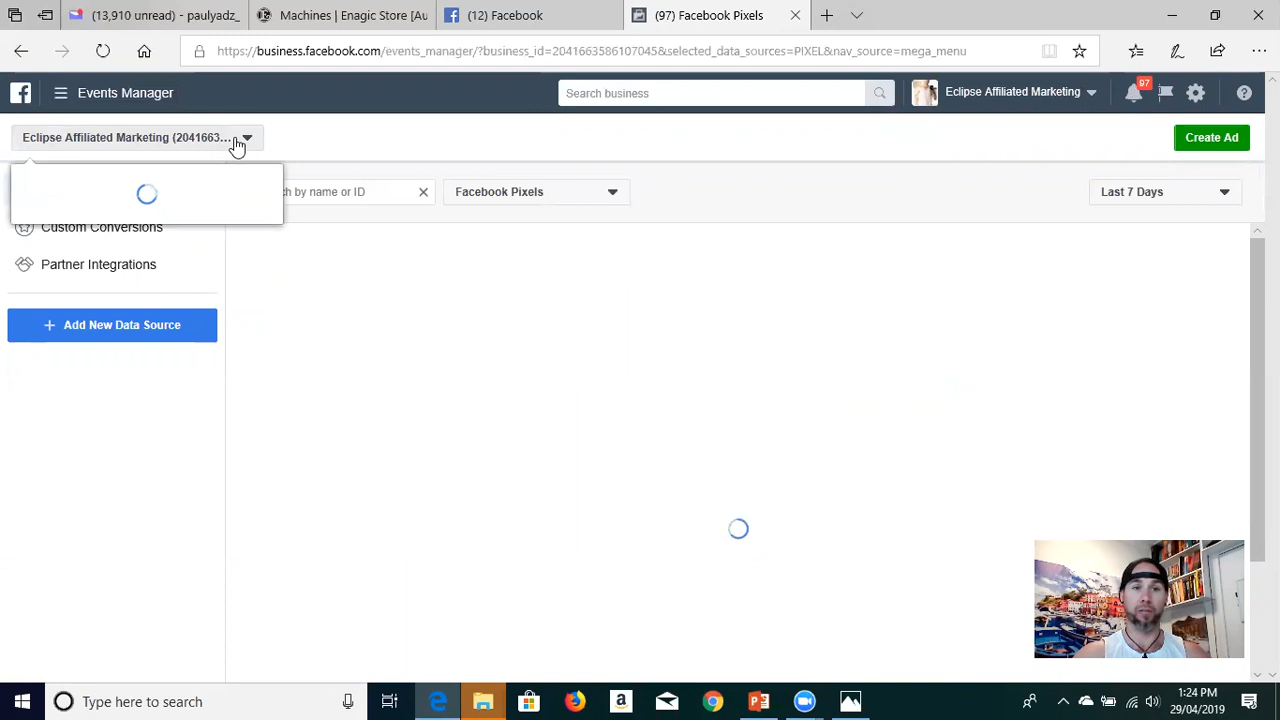 (13,910 unread) - paulyadz_
Machines | Enagic Store [Au
(12) Facebook
(97) Facebook Pixels
https://business.facebook.com/events_manager/?business_id=2041663586107045&selected_data_sources=PIXEL&nav_source=mega_menu
Events Manager
Search business
Eclipse Affiliated Marketing
97
Eclipse Affiliated Marketing (2041663...
Create Ad
ch by name or ID
Facebook Pixels
Last 7 Days
Custom Conversions
Partner Integrations
+ Add New Data Source
Type here to search
1:24 PM
29/04/2019